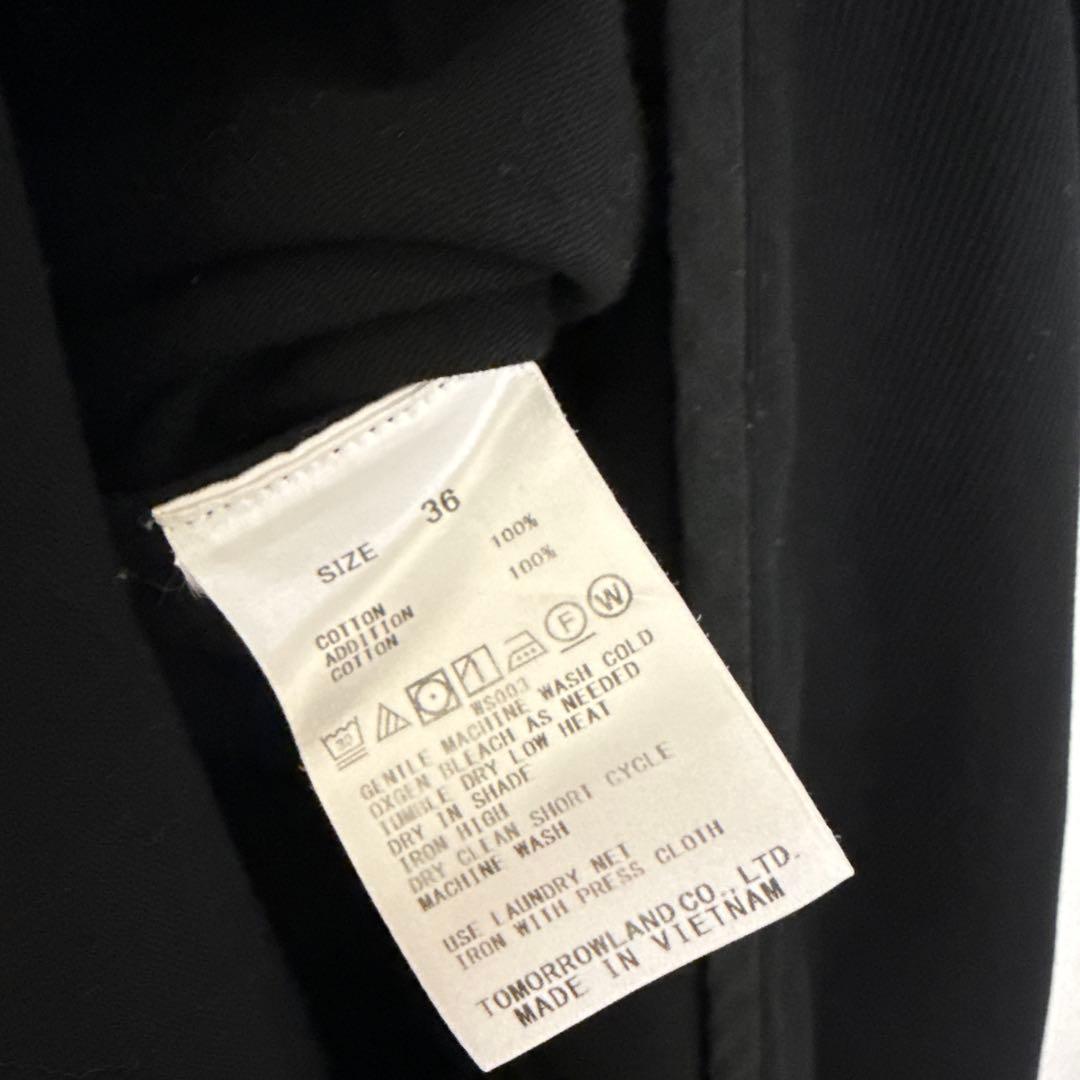 SIZE 36
COTTON 100%
ADDITION
COTTON 100%
30 F W
WS003
GENTLE MACHINE WASH COLD
OXGEN BLEACH AS NEEDED
TUMBLE DRY LOW HEAT
DRY IN SHADE
IRON HIGH
DRY CLEAN SHORT CYCLE
MACHINE WASH
USE LAUNDRY NET
IRON WITH PRESS CLOTH
TOMORROWLAND CO., LTD.
MADE IN VIETNAM